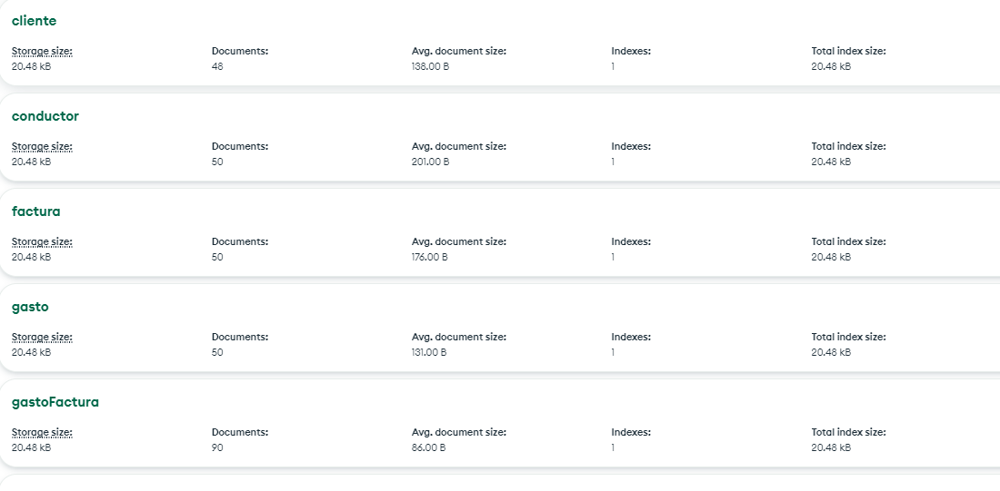 cliente
Storage size: Documents: Avg. document size: Indexes: Total index size:
20.48 kB 48 138.00 B 1 20.48 kB
conductor
Storage size: Documents: Avg. document size: Indexes: Total index size:
20.48 kB 50 201.00 B 1 20.48 kB
factura
Storage size: Documents: Avg. document size: Indexes: Total index size:
20.48 kB 50 176.00 B 1 20.48 kB
gasto
Storage size: Documents: Avg. document size: Indexes: Total index size:
20.48 kB 50 131.00 B 1 20.48 kB
gastoFactura
Storage size: Documents: Avg. document size: Indexes: Total index size:
20.48 kB 90 86.00 B 1 20.48 kB